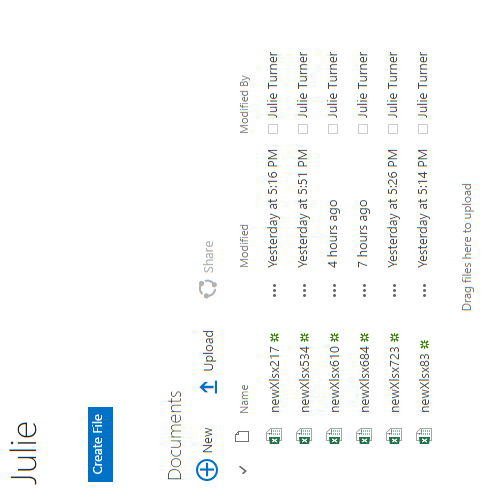 Julie
Create File
Documents
New Upload Share
Name Modified Modified By
newXlsx217 Yesterday at 5:16 PM Julie Turner
newXlsx534 Yesterday at 5:51 PM Julie Turner
newXlsx610 4 hours ago Julie Turner
newXlsx684 7 hours ago Julie Turner
newXlsx723 Yesterday at 5:26 PM Julie Turner
newXlsx83 Yesterday at 5:14 PM Julie Turner
Drag files here to upload